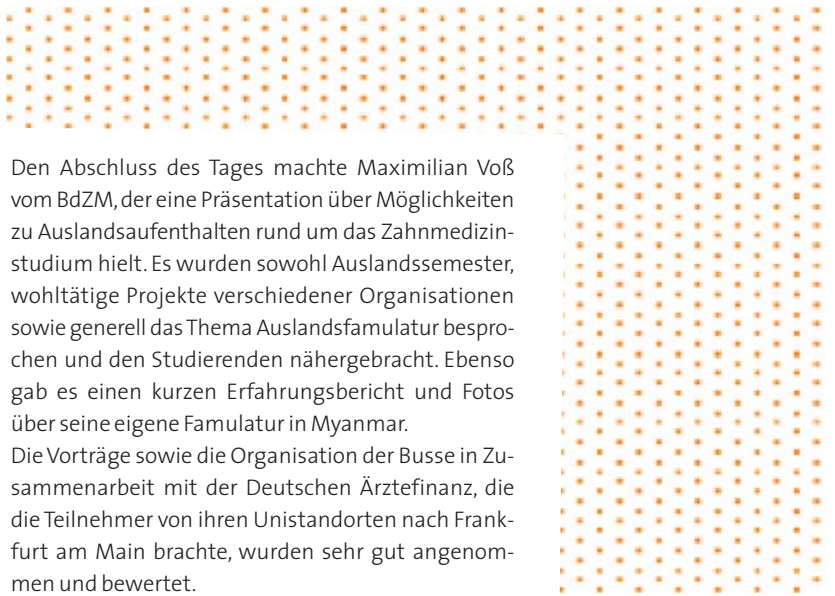 Den Abschluss des Tages machte Maximilian Voß
vom BdZM, der eine Präsentation über Möglichkeiten
zu Auslandsaufenthalten rund um das Zahnmedizin-
studium hielt. Es wurden sowohl Auslandssemester,
wohltätige Projekte verschiedener Organisationen
sowie generell das Thema Auslandsfamulatur bespro-
chen und den Studierenden nähergebracht. Ebenso
gab es einen kurzen Erfahrungsbericht und Fotos
über seine eigene Famulatur in Myanmar.
Die Vorträge sowie die Organisation der Busse in Zu-
sammenarbeit mit der Deutschen Ärztefinanz, die
die Teilnehmer von ihren Unistandorten nach Frank-
furt am Main brachte, wurden sehr gut angenom-
men und bewertet.